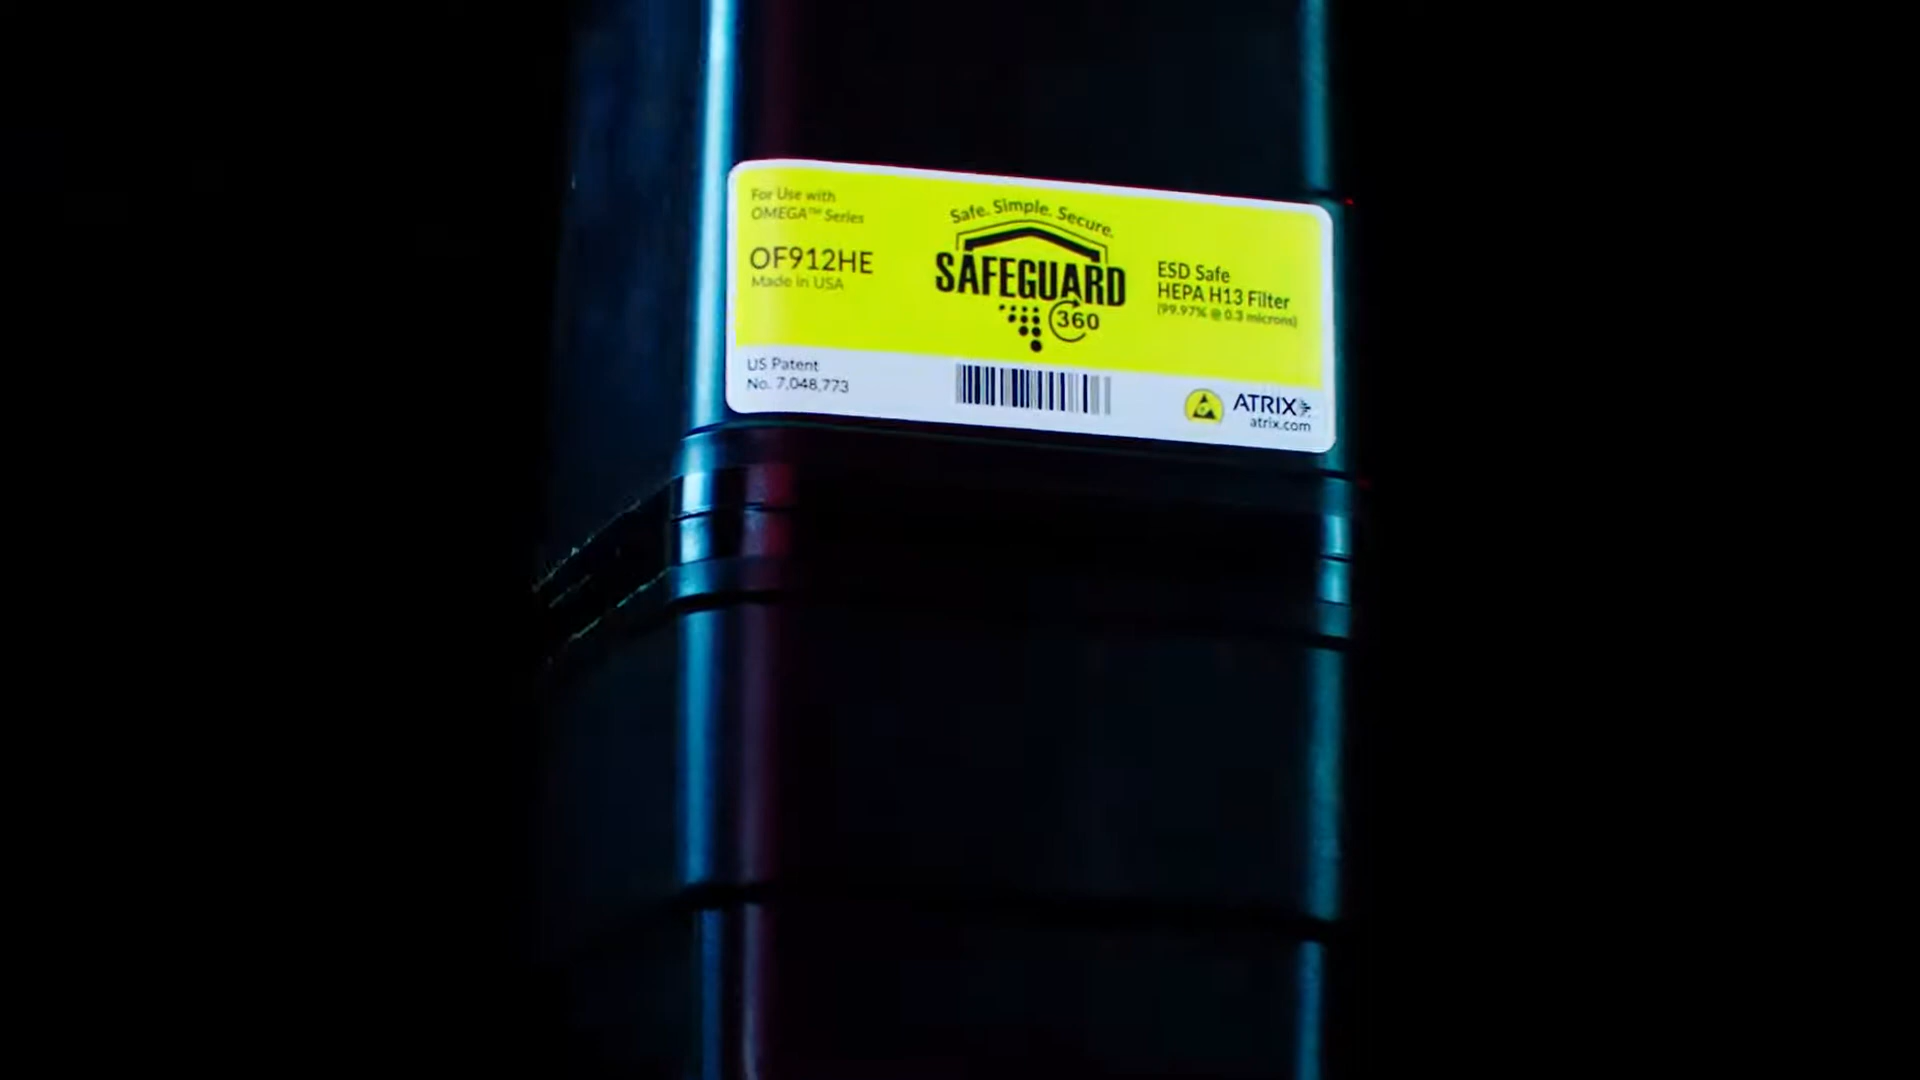 For Use with
OMEGA™ Series
OF912HE
Made in USA
Safe. Simple. Secure.
SAFEGUARD
360
ESD Safe
HEPA H13 Filter
(99.97% @ 0.3 microns)
US Patent
No. 7,048,773
ATRIX
atrix.com